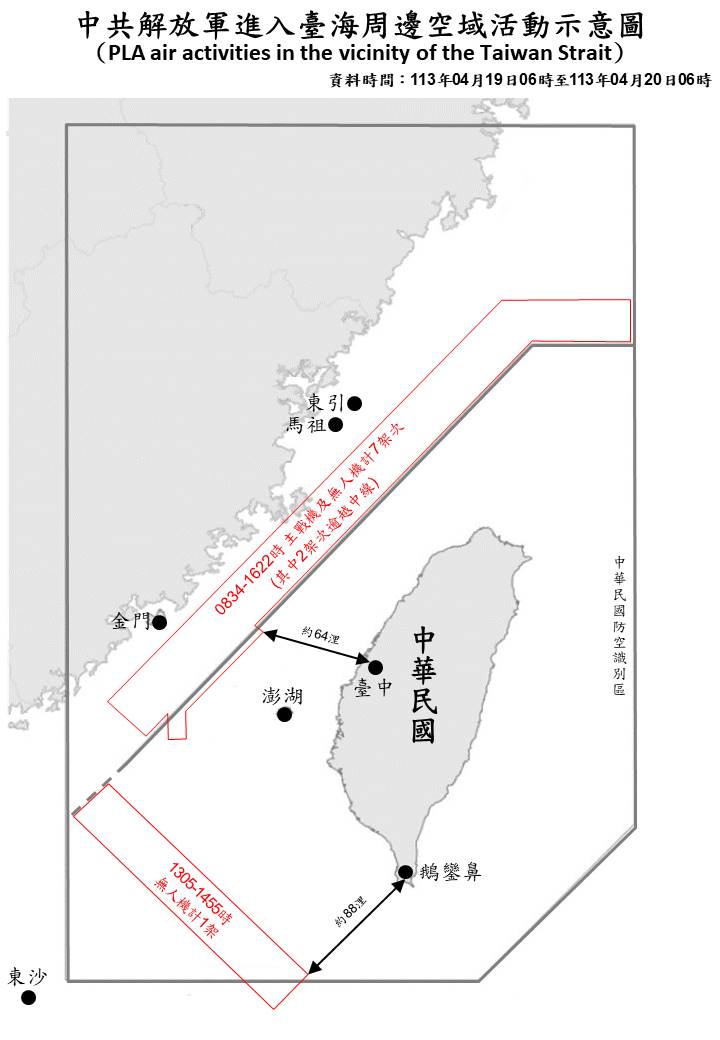 中共解放軍進入臺海周邊空域活動示意圖
(PLA air activities in the vicinity of the Taiwan Strait)
資料時間：113年04月19日06時至113年04月20日06時
東引
馬祖
0834-1622時 主戰機及無人機計7架次
(其中2架次逾越中線)
中華民國防空識別區
金門
約64浬
中華民國
臺中
澎湖
1305-1455時
無人機計1架
鵝鑾鼻
約88浬
東沙